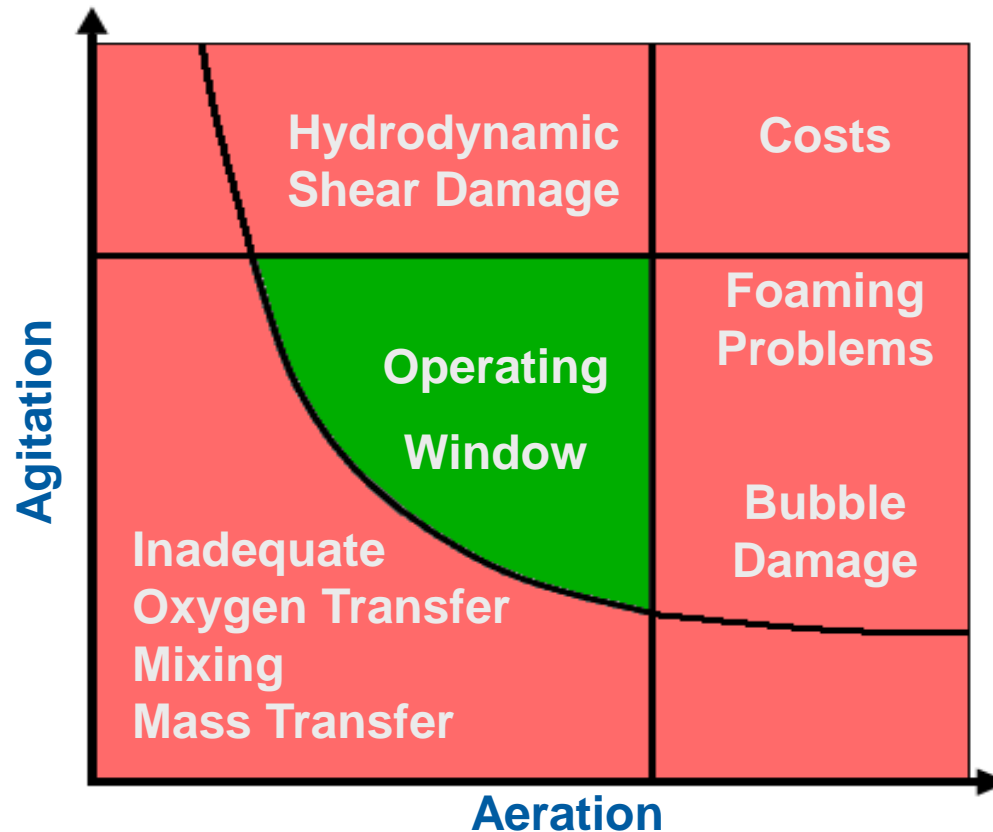 Hydrodynamic
Shear Damage
Costs
Foaming
Problems
Operating
Window
Bubble
Damage
Inadequate
Oxygen Transfer
Mixing
Mass Transfer
Agitation
Aeration